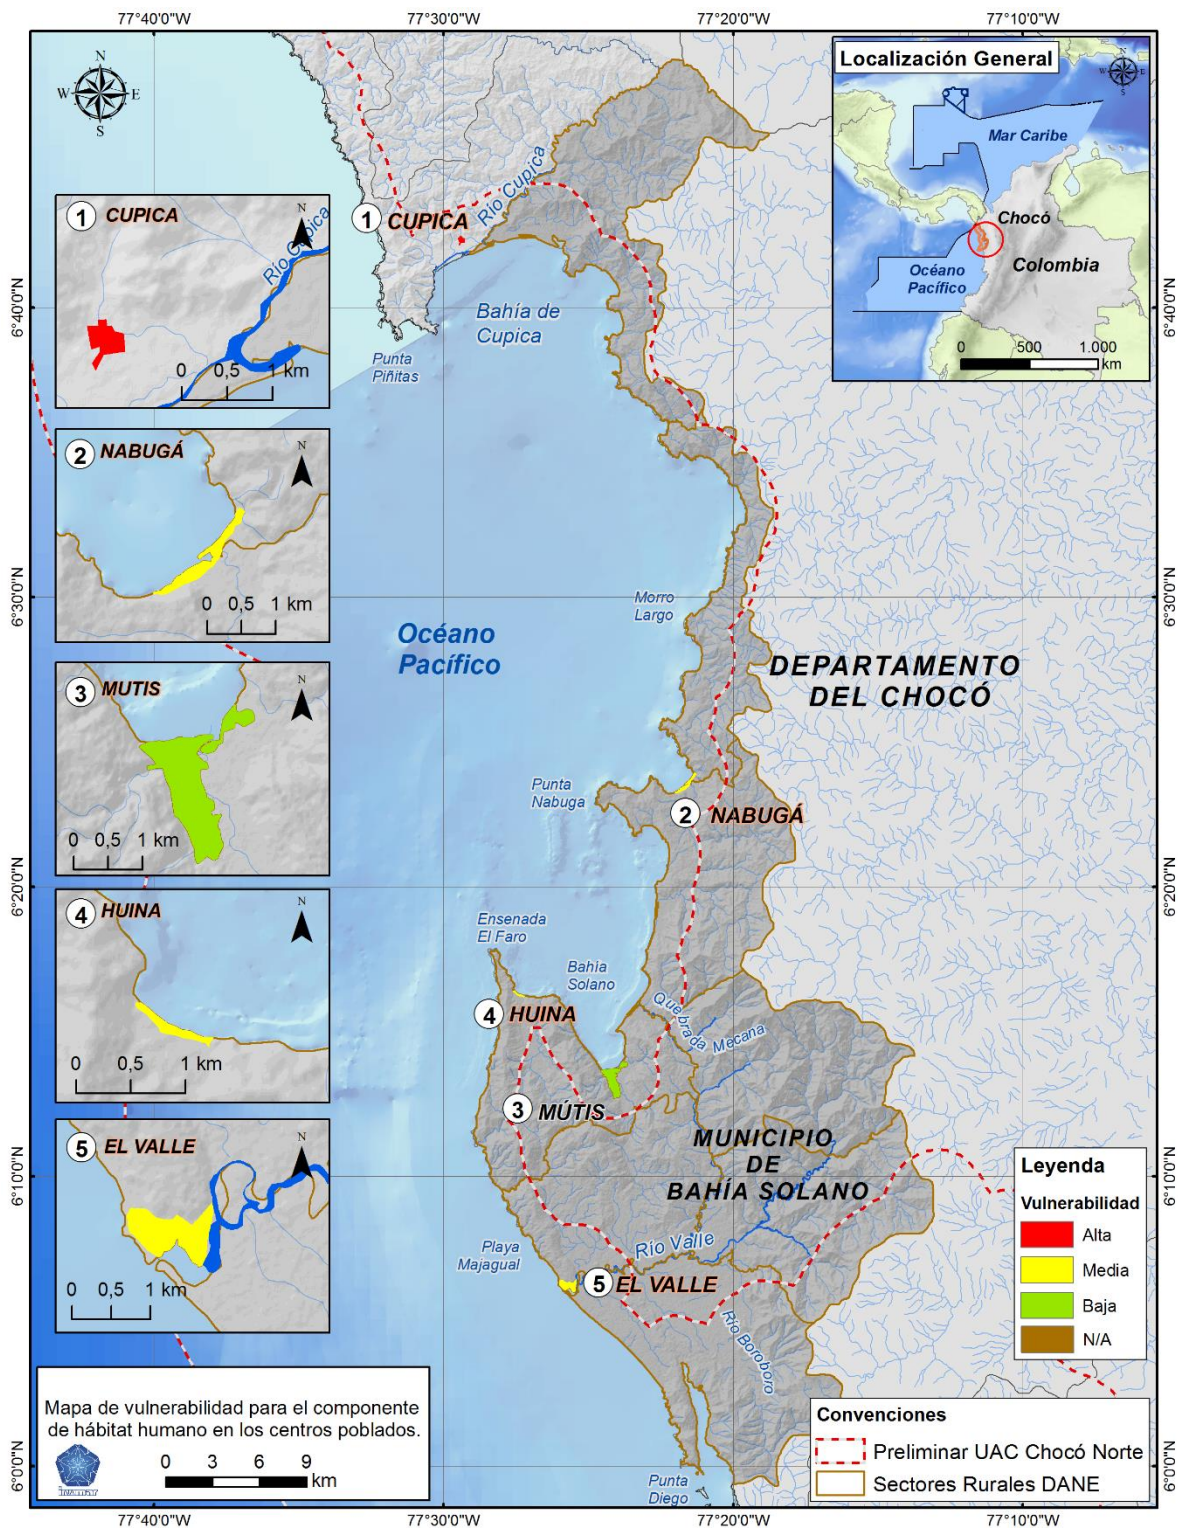 77°40'0"W
77°30'0"W
77°20'0"W
77°10'0"W
6°40'0"N
6°30'0"N
6°20'0"N
6°10'0"N
6°0'0"N
6°40'0"N
6°30'0"N
6°20'0"N
6°10'0"N
6°0'0"N
N
W E
S
Localización General
N
W E
S
Mar Caribe
Chocó
Colombia
Océano
Pacífico
0 500 1.000
km
1 CUPICA
N
Río Cupica
0 0,5 1 km
2 NABUGÁ
N
0 0,5 1 km
3 MUTIS
N
0 0,5 1 km
4 HUINA
N
0 0,5 1 km
5 EL VALLE
N
0 0,5 1 km
1 CUPICA
Río Cupica
Bahía de
Cupica
Punta
Piñitas
Morro
Largo
Océano
Pacífico
DEPARTAMENTO
DEL CHOCÓ
Punta
Nabuga
2 NABUGÁ
Ensenada
El Faro
Bahía
Solano
4 HUINA
Quebrada Mecana
3 MÚTIS
MUNICIPIO
DE
BAHÍA SOLANO
Playa
Majagual
Río Valle
5 EL VALLE
Río Boroboro
Punta
Diego
Leyenda
Vulnerabilidad
Alta
Media
Baja
N/A
Convenciones
Preliminar UAC Chocó Norte
Sectores Rurales DANE
Mapa de vulnerabilidad para el componente
de hábitat humano en los centros poblados.
invemar
0 3 6 9
km
77°40'0"W
77°30'0"W
77°20'0"W
77°10'0"W